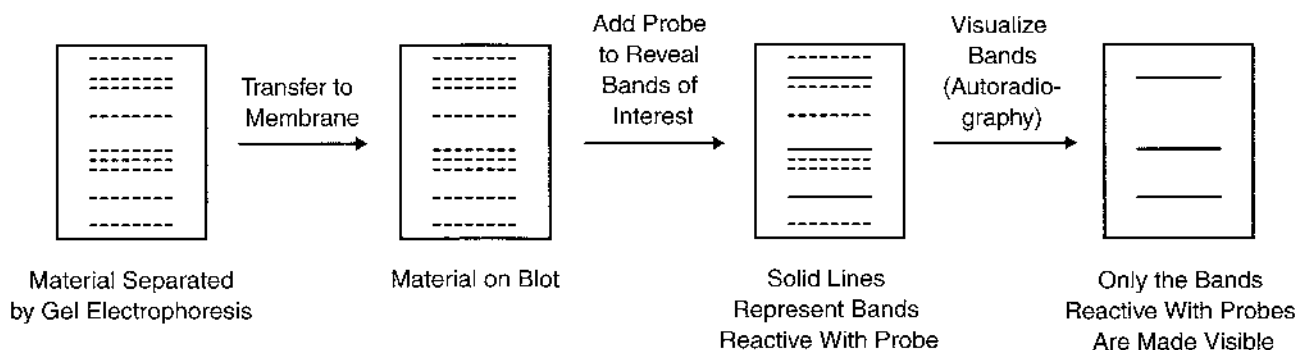 Transfer to
Membrane
Add Probe
to Reveal
Bands of
Interest
Visualize
Bands
(Autoradio-
graphy)
Material Separated
by Gel Electrophoresis
Material on Blot
Solid Lines
Represent Bands
Reactive With Probe
Only the Bands
Reactive With Probes
Are Made Visible